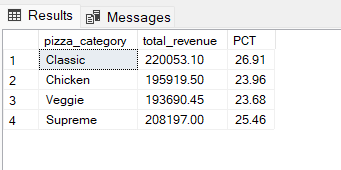 Results Messages
pizza_category total_revenue PCT
1 Classic 220053.10 26.91
2 Chicken 195919.50 23.96
3 Veggie 193690.45 23.68
4 Supreme 208197.00 25.46